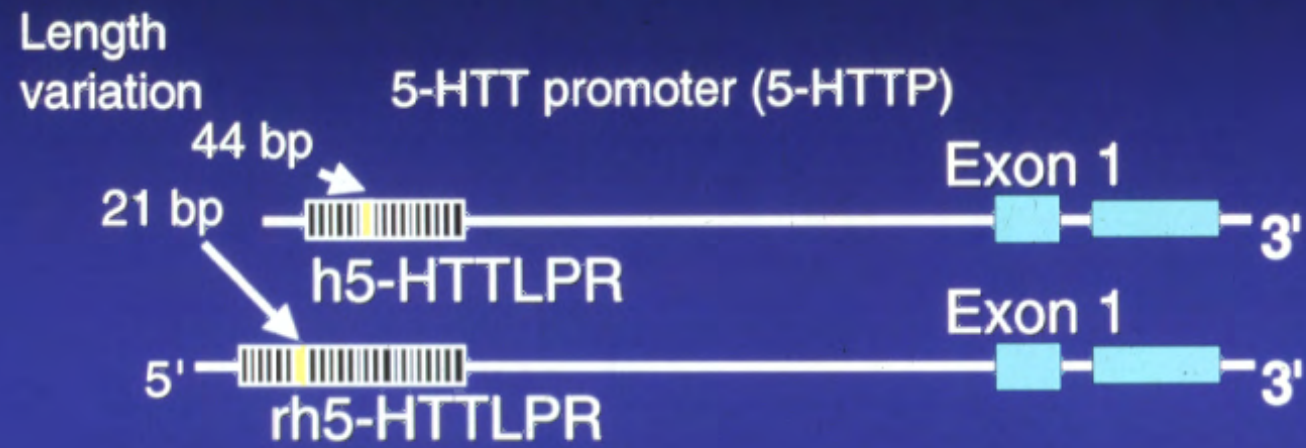 Length
variation
5-HTT promoter (5-HTTP)
44 bp
Exon 1
21 bp
3'
h5-HTTLPR
Exon 1
5'
3'
rh5-HTTLPR